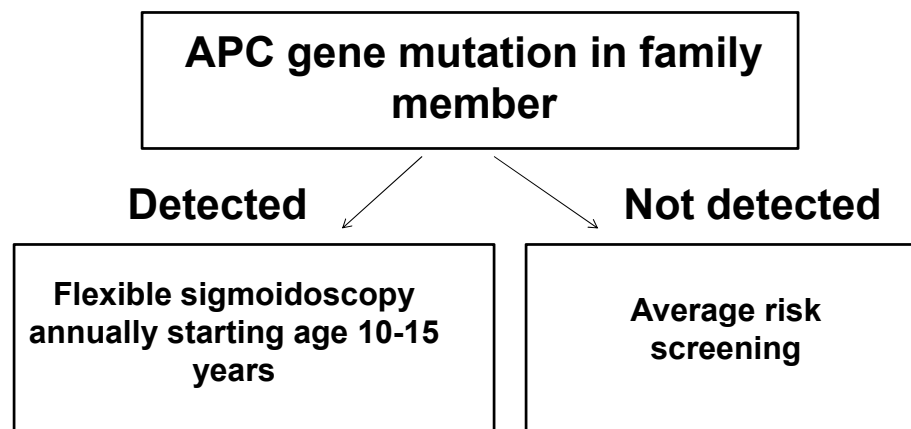 APC gene mutation in family
member
Detected
Not detected
Flexible sigmoidoscopy
annually starting age 10-15
years
Average risk
screening